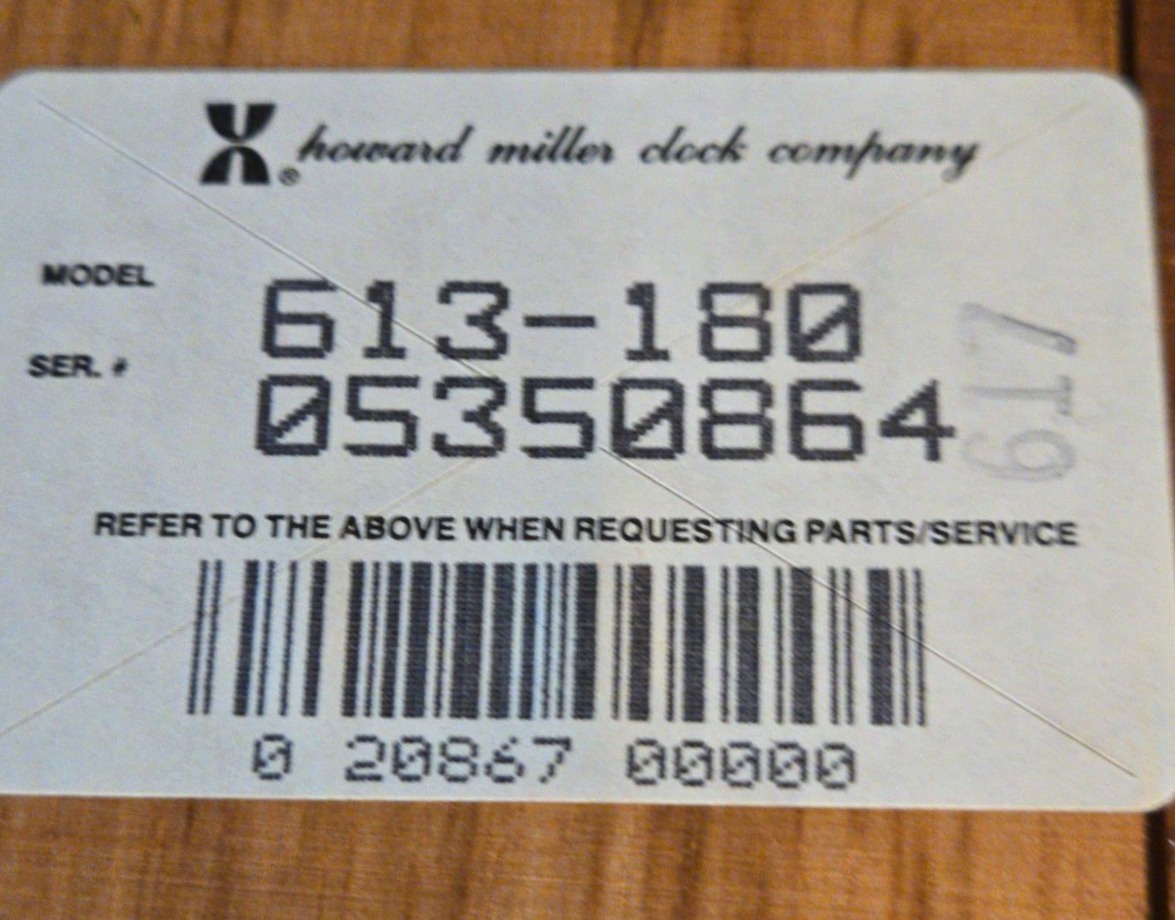 howard miller clock company
MODEL 613-180
SER. # 05350864
617
REFER TO THE ABOVE WHEN REQUESTING PARTS/SERVICE
0 20867 00000